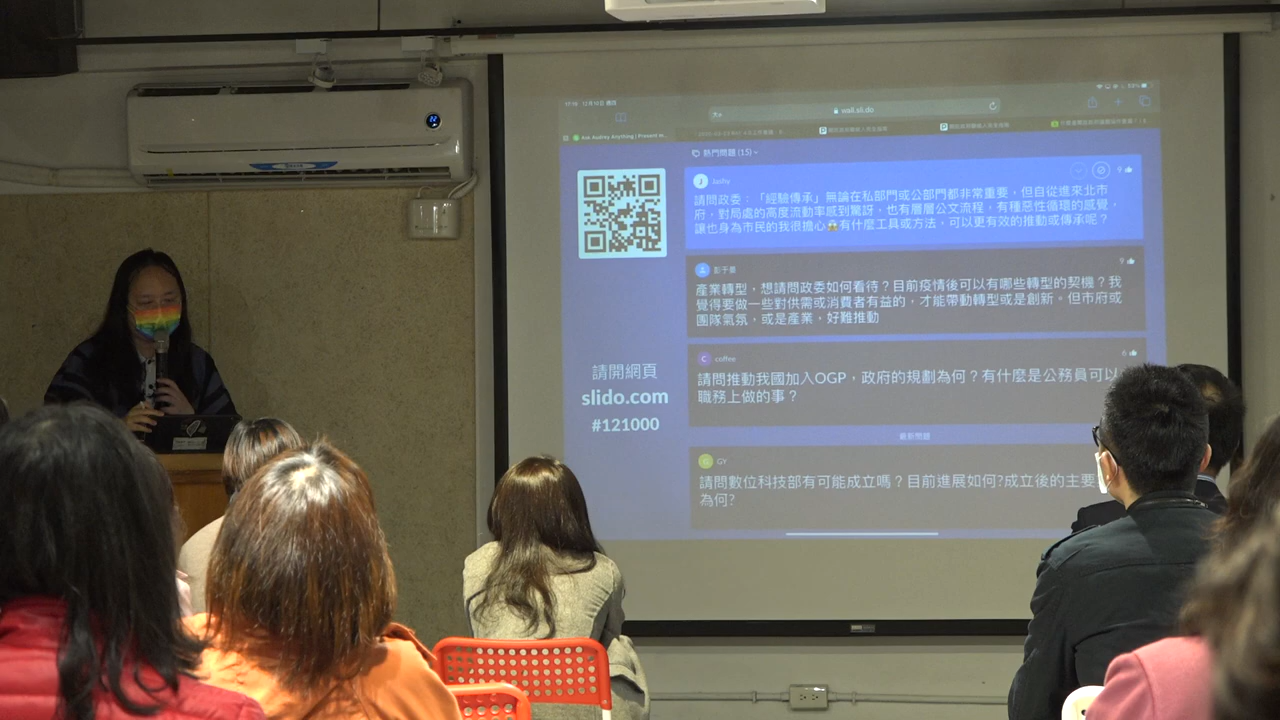 wall.sli.do
Ask Audrey Anything | Present in...
熱門問題 (15)
9
請問政委:「經驗傳承」無論在私部門或公部門都非常重要,但自從進來北市
府,對局處的高度流動率感到驚訝,也有層層公文流程,有種惡性循環的感覺,
讓也身為市民的我很擔心😱有什麼工具或方法,可以更有效的推動或傳承呢?
9
產業轉型,想請問政委如何看待?目前疫情後可以有哪些轉型的契機?我
覺得要做一些對供需或消費者有益的,才能帶動轉型或是創新。但市府或
團隊氣氛,或是產業,好難推動
C coffee
6
請問推動我國加入OGP,政府的規劃為何?有什麼是公務員可以
職務上做的事?
最新問題
G GY
請問數位科技部有可能成立嗎?目前進展如何?成立後的主要
為何?
請開網頁
slido.com
#121000